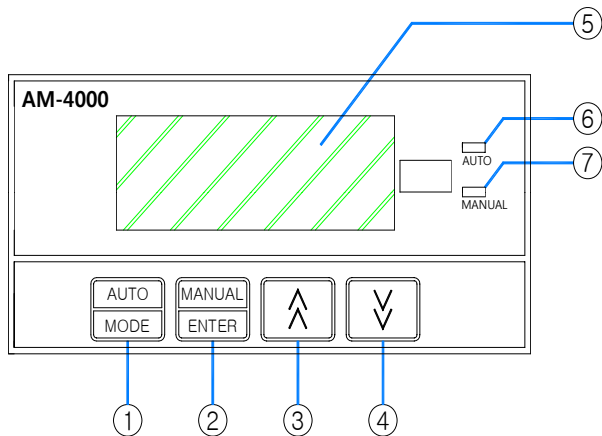 ⑤
AM-4000
⑥
AUTO
⑦
MANUAL
AUTO MANUAL
MODE ENTER
① ② ③ ④